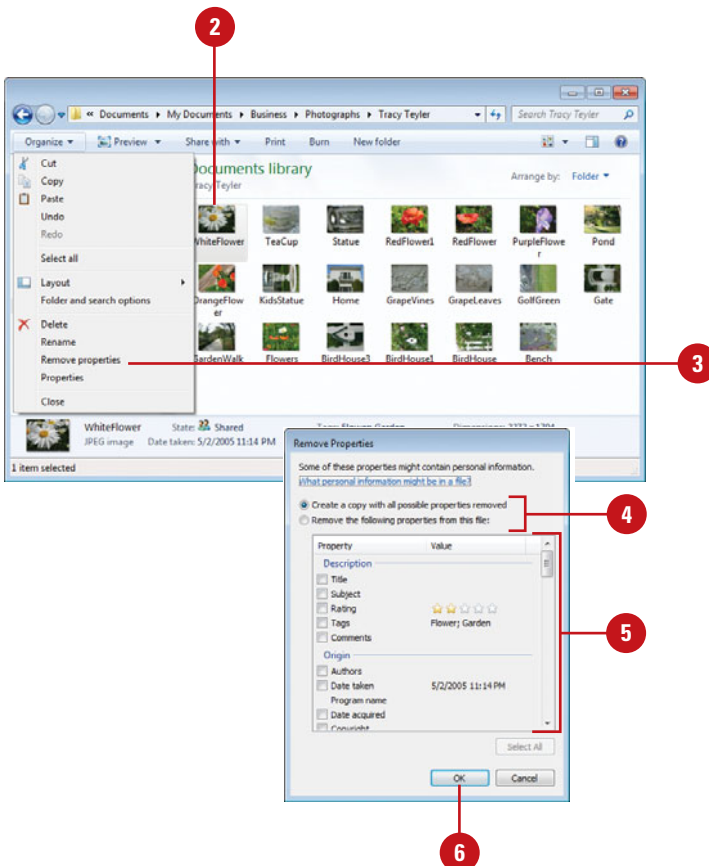 2
« Documents ▸ My Documents ▸ Business ▸ Photographs ▸ Tracy Teyler
Search Tracy Teyler
Organize
Preview
Share with
Print
Burn
New folder
Cut
Copy
Paste
Undo
Redo
Select all
Layout
Folder and search options
Delete
Rename
Remove properties
Properties
Close
Documents library
Tracy Teyler
Arrange by: Folder
WhiteFlower
TeaCup
Statue
RedFlower1
RedFlower
PurpleFlowe
r
Pond
OrangeFlow
er
KidsStatue
Home
GrapeVines
GrapeLeaves
GolfGreen
Gate
GardenWalk
Flowers
BirdHouse3
BirdHouse1
BirdHouse
Bench
3
WhiteFlower
State: Shared
JPEG image
Date taken: 5/2/2005 11:14 PM
1 item selected
Remove Properties
Some of these properties might contain personal information.
What personal information might be in a file?
Create a copy with all possible properties removed
Remove the following properties from this file:
4
Property
Value
Description
Title
Subject
Rating
Tags
Flower; Garden
Comments
Origin
Authors
Date taken
5/2/2005 11:14 PM
Program name
Date acquired
Copyright
5
Select All
OK
Cancel
6